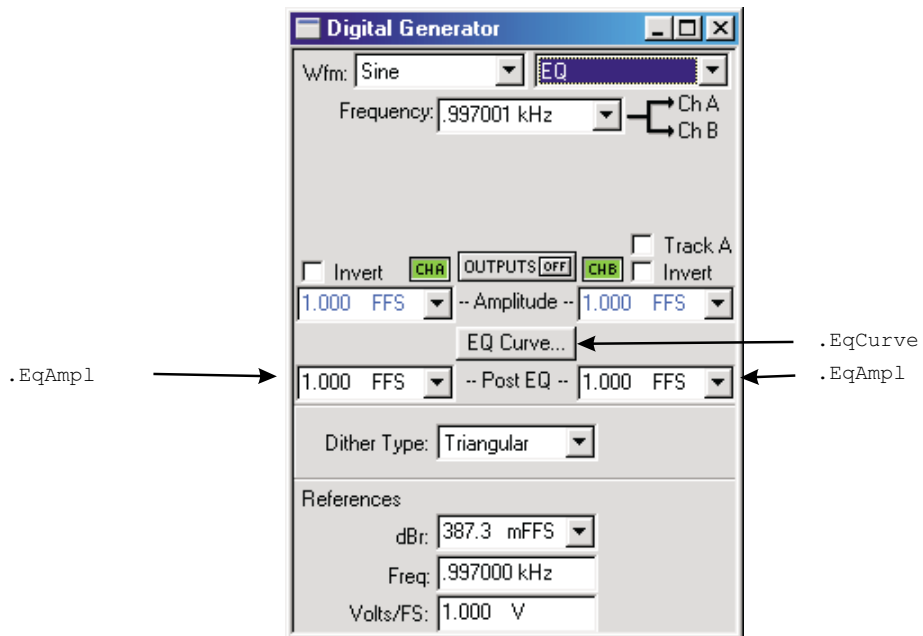 Digital Generator
Wfm: Sine EQ
Frequency: .997001 kHz Ch A
Ch B
Track A
Invert CHA OUTPUTS OFF CHB Invert
1.000 FFS -- Amplitude -- 1.000 FFS
EQ Curve... .EqCurve
.EqAmpl 1.000 FFS -- Post EQ -- 1.000 FFS .EqAmpl
Dither Type: Triangular
References
dBr: 387.3 mFFS
Freq: .997000 kHz
Volts/FS: 1.000 V